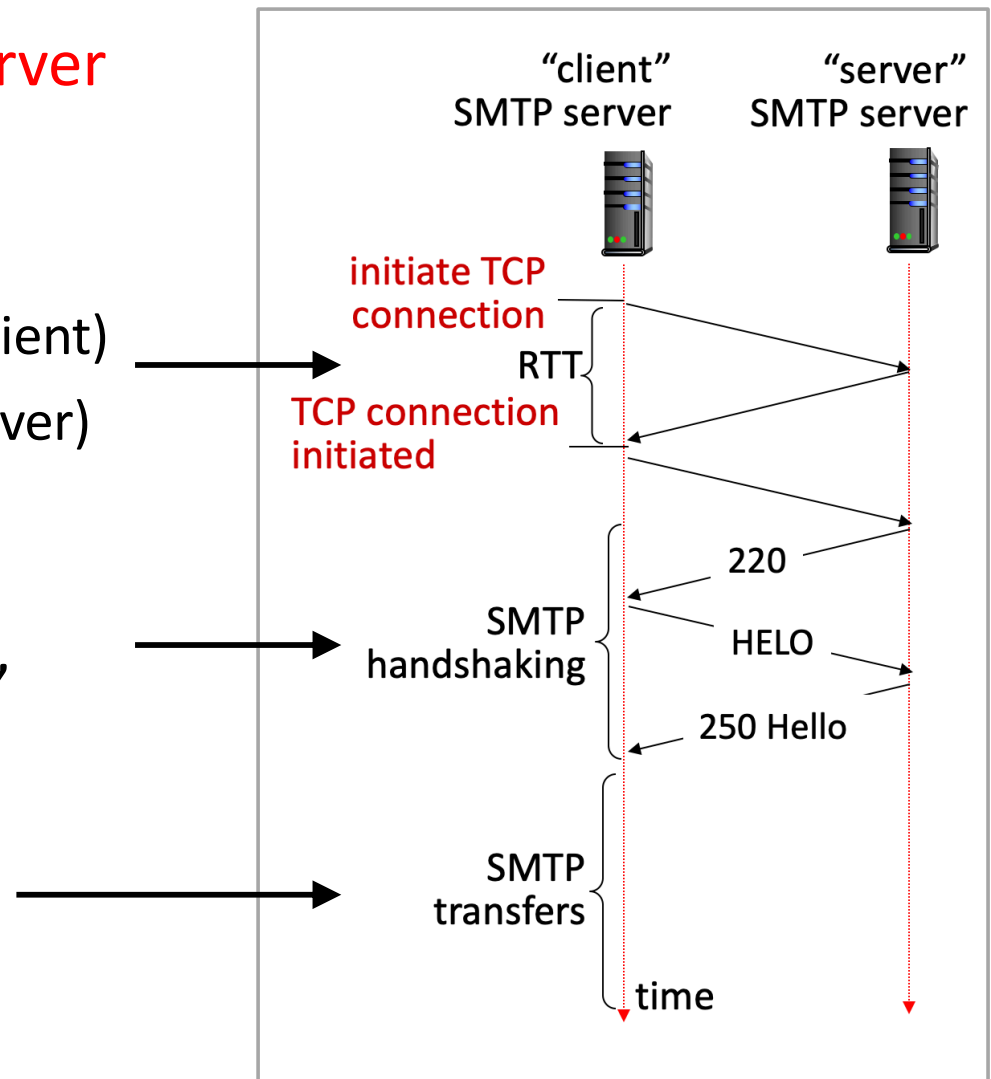 rver
ient)
ver)
,
“client”
SMTP server
“server”
SMTP server
initiate TCP
connection
RTT
TCP connection
initiated
220
SMTP
handshaking
HELO
250 Hello
SMTP
transfers
time